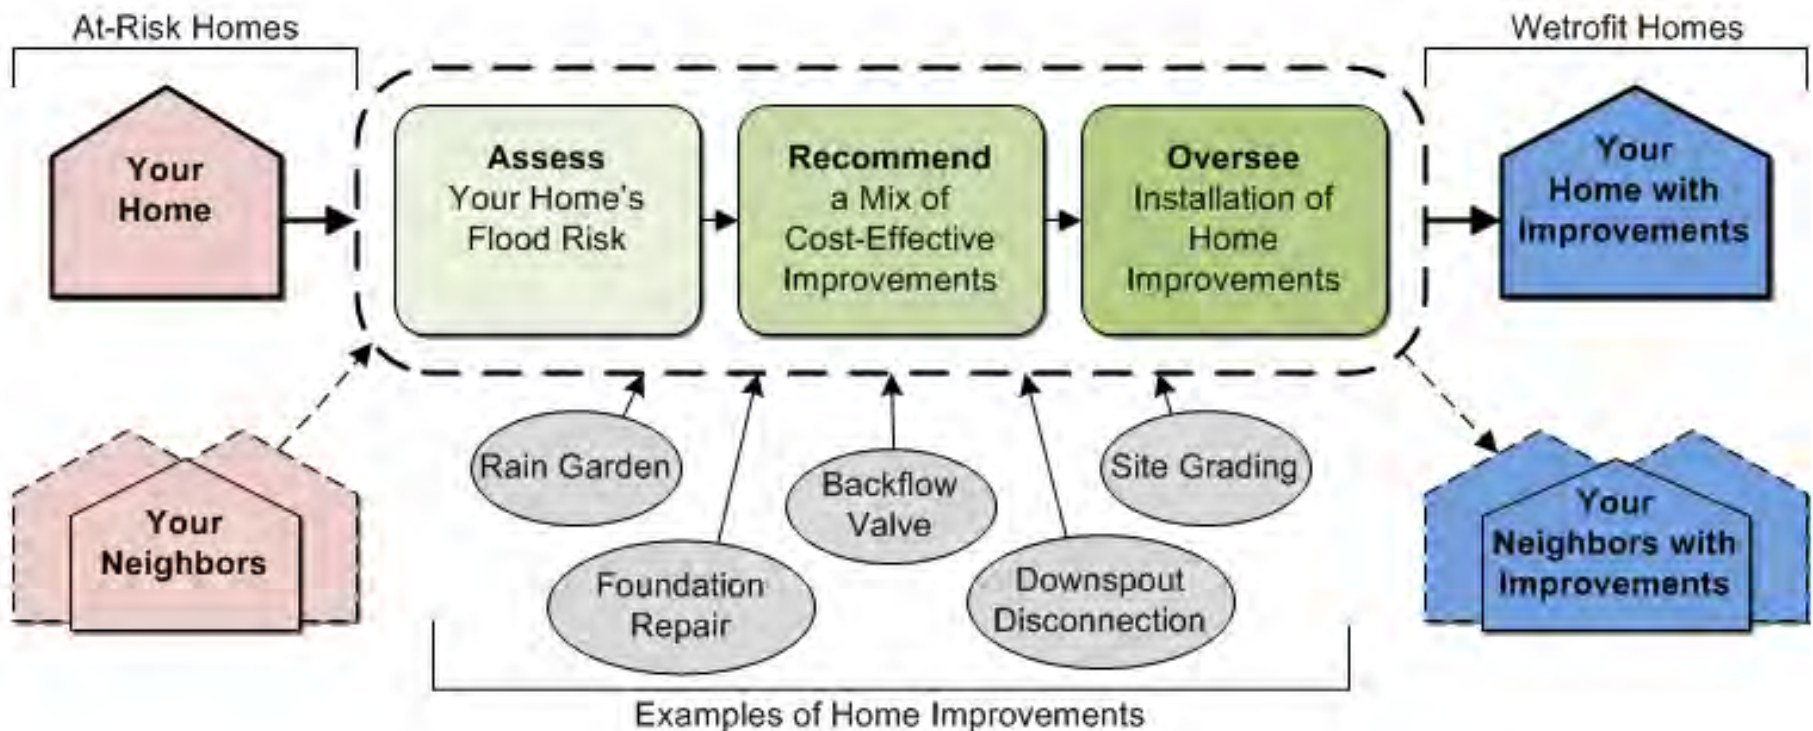 At-Risk Homes
Wetrofit Homes
Your
Home
Assess
Your Home's
Flood Risk
Recommend
a Mix of
Cost-Effective
Improvements
Oversee
Installation of
Home
Improvements
Your
Home with
Improvements
Your
Neighbors
Rain Garden
Foundation
Repair
Backflow
Valve
Downspout
Disconnection
Site Grading
Your
Neighbors with
Improvements
Examples of Home Improvements